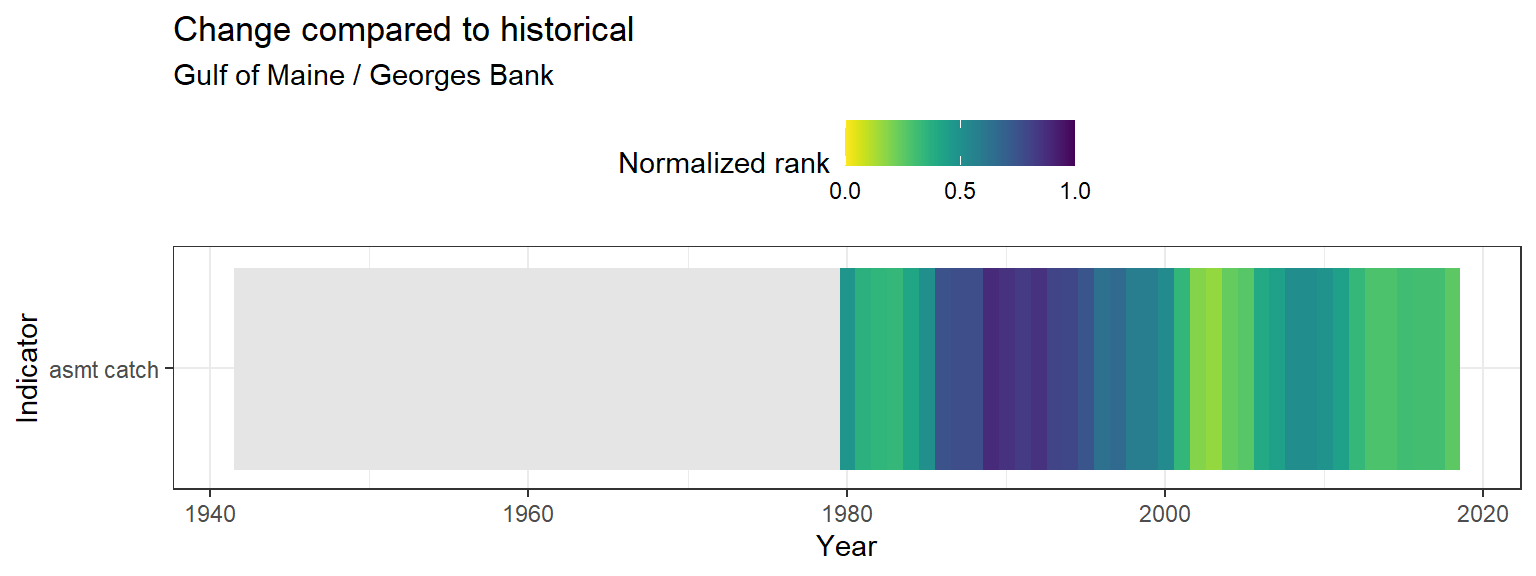 Change compared to historical
Gulf of Maine / Georges Bank
Normalized rank
0.0 0.5 1.0
Indicator
asmt catch
1940 1960 1980 2000 2020
Year